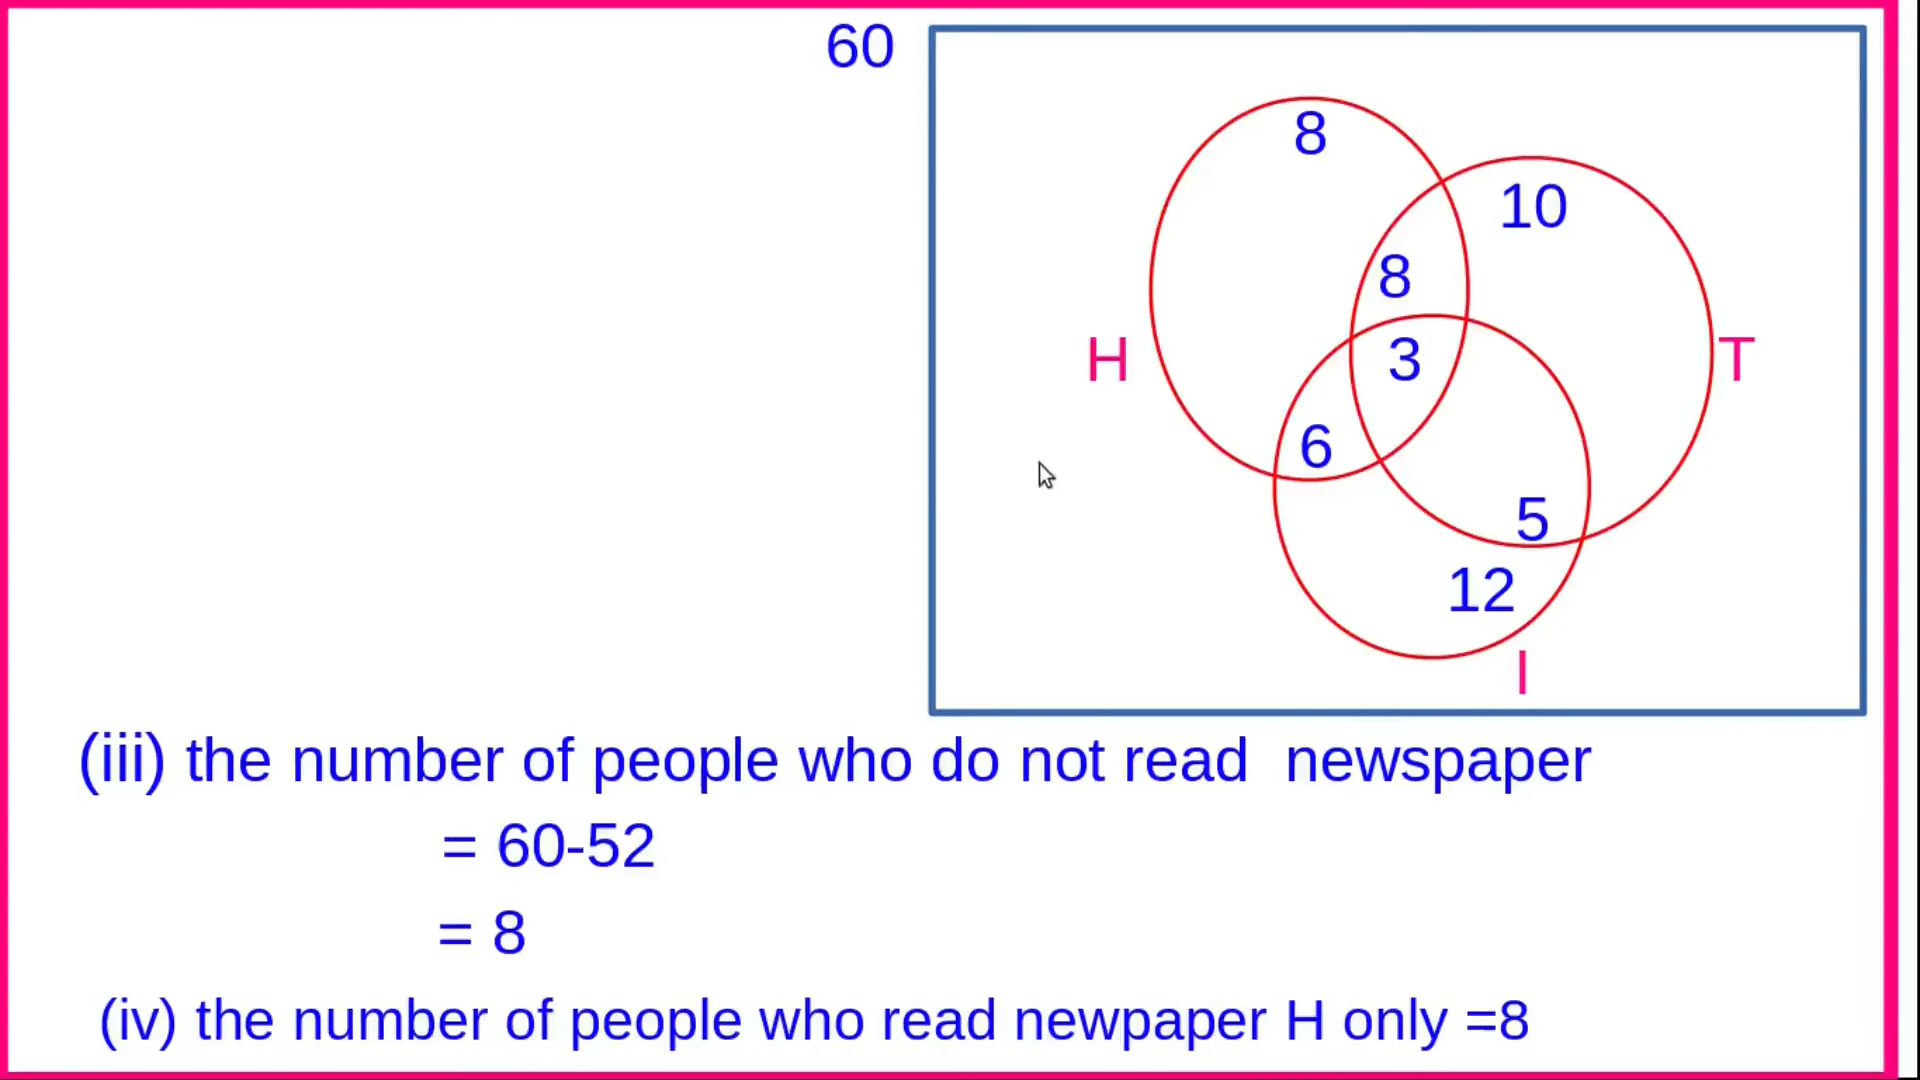 60
8
10
8
H
3
T
6
5
12
I
(iii) the number of people who do not read newspaper
= 60-52
= 8
(iv) the number of people who read newpaper H only =8